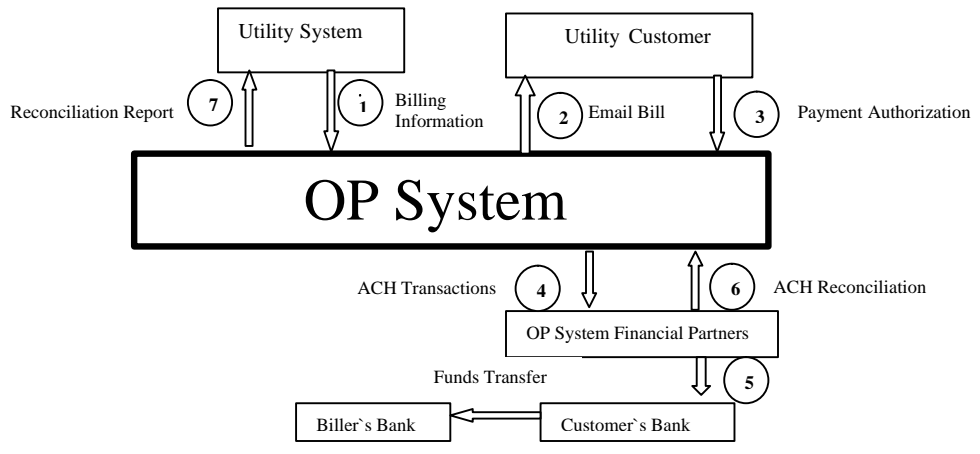 Utility System
Utility Customer
Reconciliation Report
7
1
Billing
Information
2
Email Bill
3
Payment Authorization
OP System
ACH Transactions
4
6
ACH Reconciliation
OP System Financial Partners
Funds Transfer
5
Biller`s Bank
Customer`s Bank